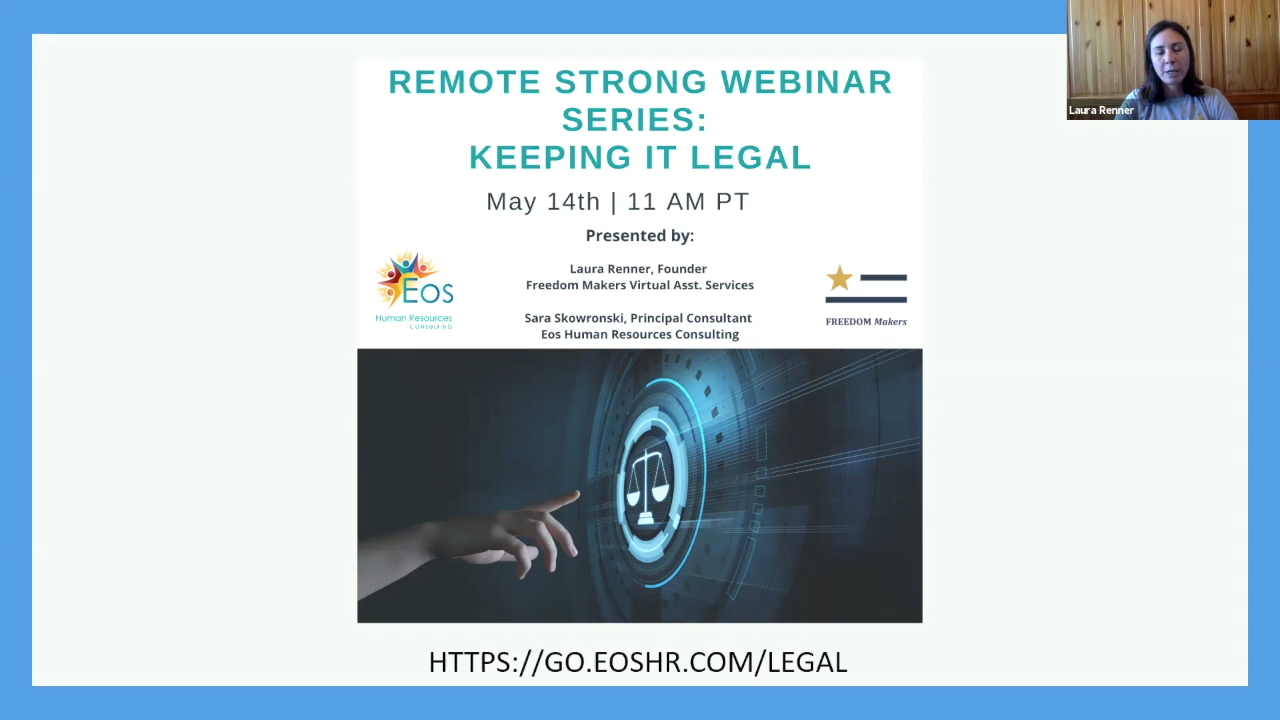 REMOTE STRONG WEBINAR
SERIES:
KEEPING IT LEGAL
May 14th | 11 AM PT
Presented by:
Laura Renner, Founder
Freedom Makers Virtual Asst. Services
Sara Skowronski, Principal Consultant
Eos Human Resources Consulting
Eos
Human Resources
CONSULTING
FREEDOM Makers
HTTPS://GO.EOSHR.COM/LEGAL
Laura Renner